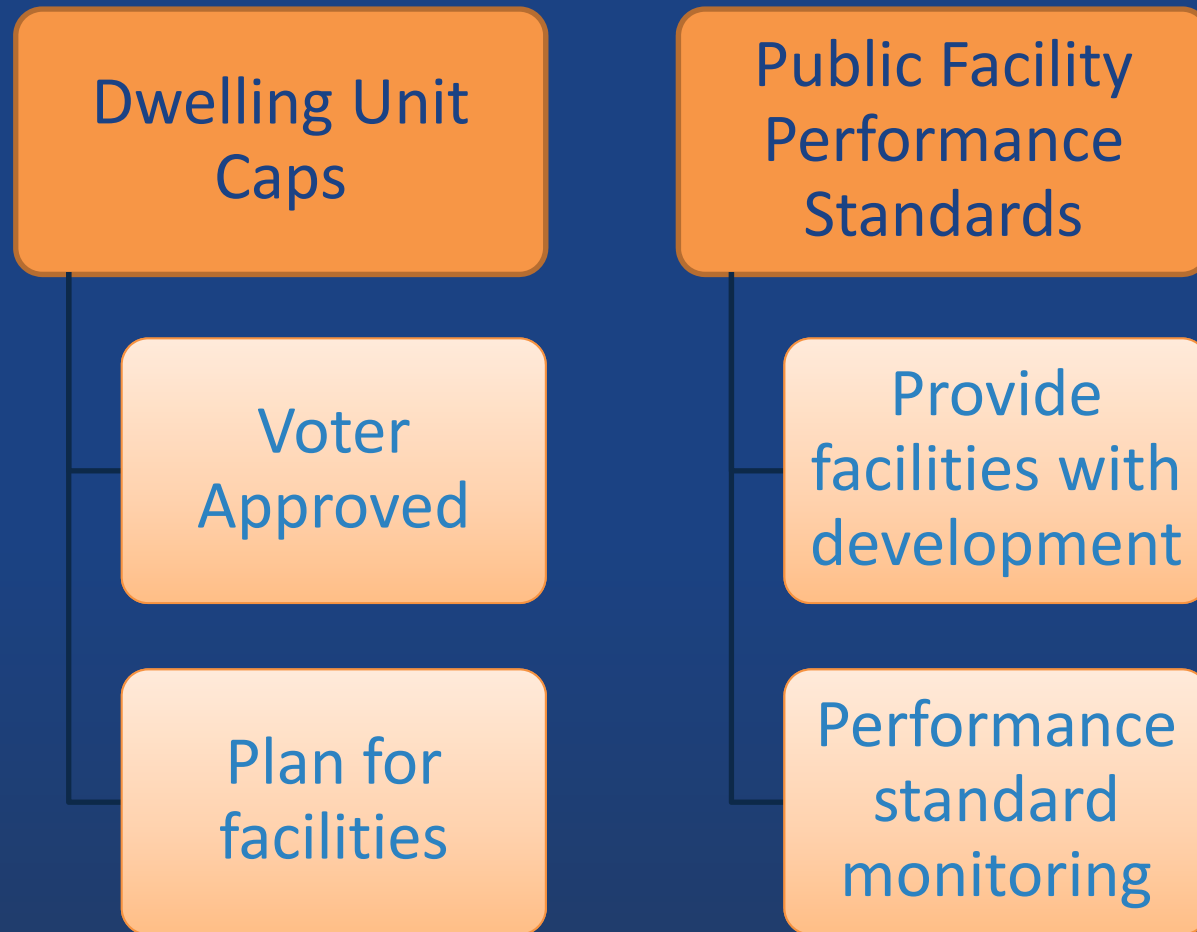 Dwelling Unit
Caps
Voter
Approved
Plan for
facilities
Public Facility
Performance
Standards
Provide
facilities with
development
Performance
standard
monitoring